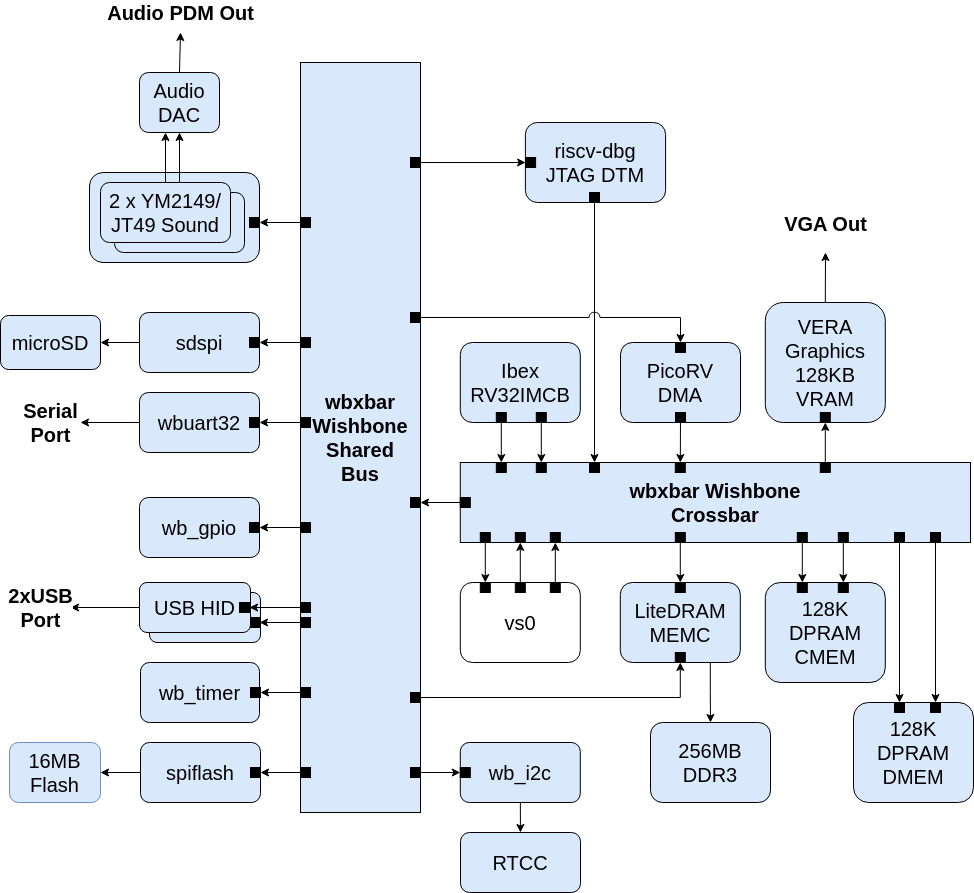 Audio PDM Out
Audio
DAC
2 x YM2149/
JT49 Sound
riscv-dbg
JTAG DTM
VGA Out
microSD
sdspi
Serial
Port
wbuart32
wbxbar
Wishbone
Shared
Bus
Ibex
RV32IMCB
PicoRV
DMA
VERA
Graphics
128KB
VRAM
wbxbar Wishbone
Crossbar
wb_gpio
2xUSB
Port
USB HID
vs0
LiteDRAM
MEMC
128K
DPRAM
CMEM
wb_timer
16MB
Flash
spiflash
wb_i2c
256MB
DDR3
128K
DPRAM
DMEM
RTCC